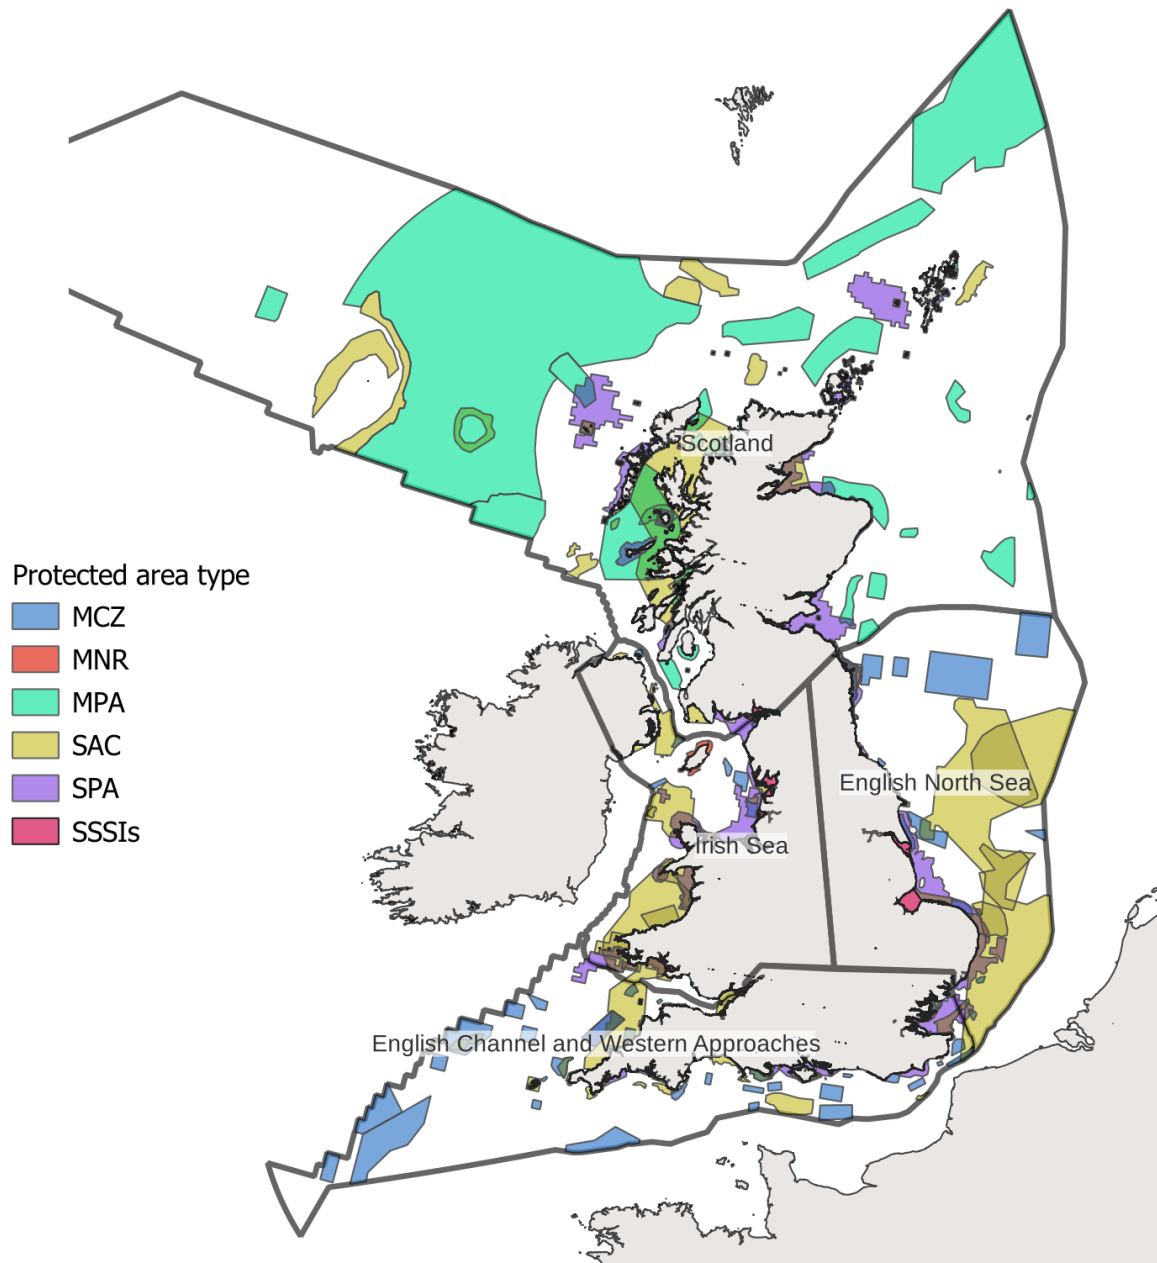 Scotland
Protected area type
MCZ
MNR
MPA
SAC
SPA
SSSIs
English North Sea
Irish Sea
English Channel and Western Approaches